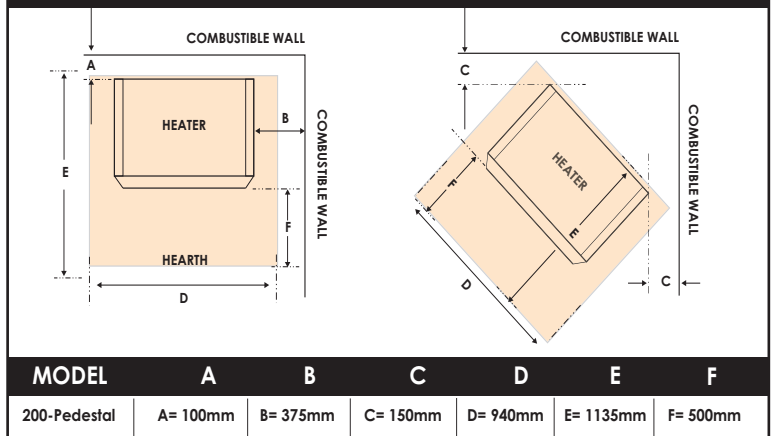 COMBUSTIBLE WALL
A
HEATER
B
COMBUSTIBLE WALL
E
F
HEARTH
D
COMBUSTIBLE WALL
C
COMBUSTIBLE WALL
HEATER
F
E
D
C
MODEL A B C D E F
200-Pedestal A= 100mm B= 375mm C= 150mm D= 940mm E= 1135mm F= 500mm